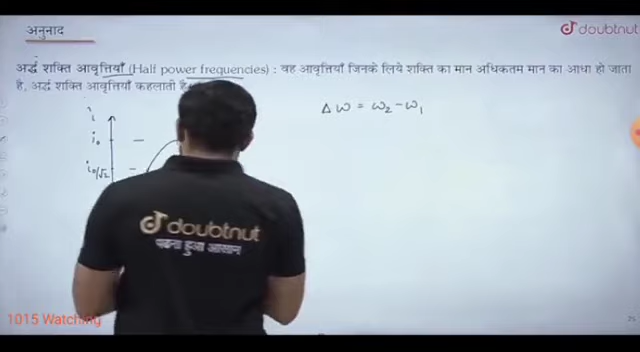 अनुनाद
doubtnut
अर्द्ध शक्ति आवृत्तियाँ (Half power frequencies) : वह आवृत्तियाँ जिनके लिये शक्ति का मान अधिकतम मान का आधा हो जाता
है, अर्द्ध शक्ति आवृत्तियाँ कहलाती हैं
i
Δω = ω₂ - ω₁
i₀
i₀/√2
doubtnut
पढना हुआ आसान
1015 Watching